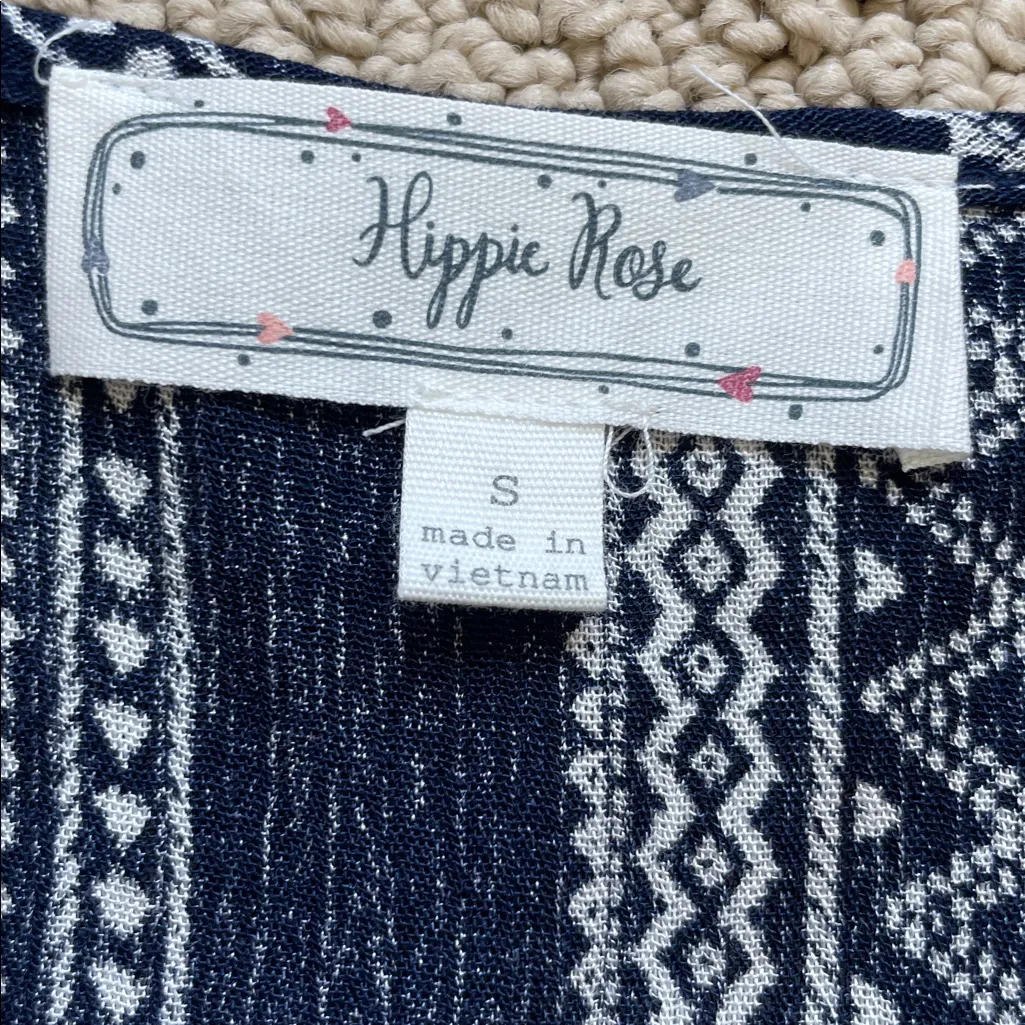 Hippie Rose
S
made in
vietnam